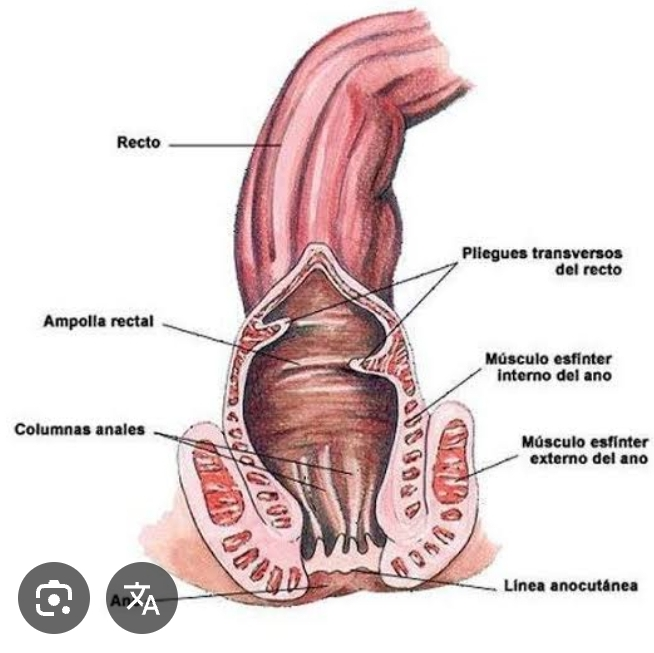 Recto
Pliegues transversos
del recto
Ampolla rectal
Músculo esfínter
interno del ano
Columnas anales
Músculo esfínter
externo del ano
Línea anocutánea